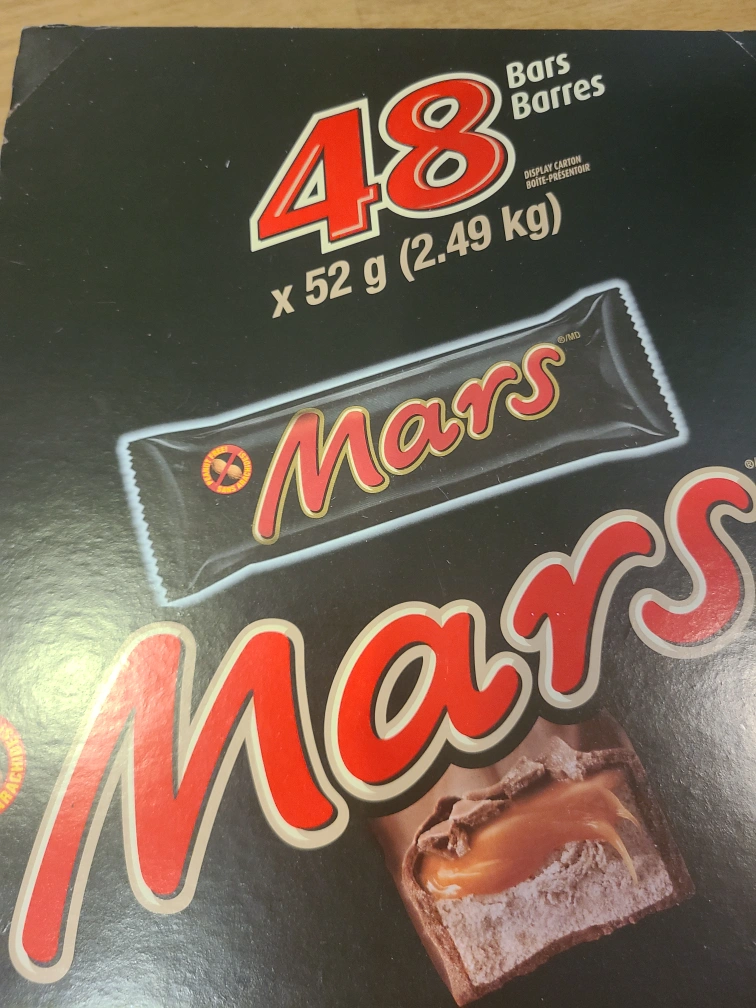 48 Bars
Barres
DISPLAY CARTON
BOÎTE-PRÉSENTOIR
x 52 g (2.49 kg)
Mars ®/MD
Mars ®